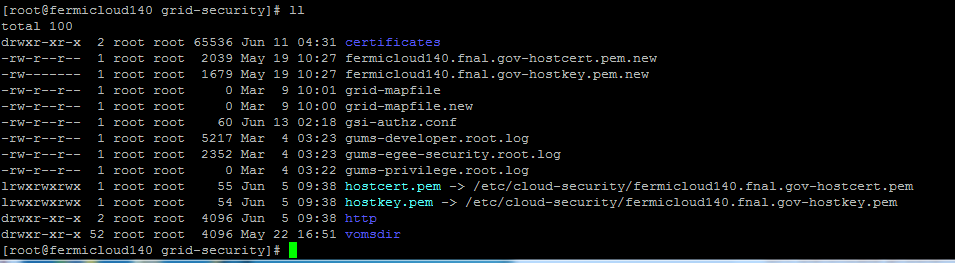 [root@fermicloud140 grid-security]# ll
total 100
drwxr-xr-x  2 root root 65536 Jun 11 04:31 certificates
-rw-r--r--  1 root root  2039 May 19 10:27 fermicloud140.fnal.gov-hostcert.pem.new
-rw-------  1 root root  1679 May 19 10:27 fermicloud140.fnal.gov-hostkey.pem.new
-rw-r--r--  1 root root     0 Mar  9 10:01 grid-mapfile
-rw-r--r--  1 root root     0 Mar  9 10:00 grid-mapfile.new
-rw-r--r--  1 root root    60 Jun 13 02:18 gsi-authz.conf
-rw-r--r--  1 root root  5217 Mar  4 03:23 gums-developer.root.log
-rw-r--r--  1 root root  2352 Mar  4 03:23 gums-egee-security.root.log
-rw-r--r--  1 root root     0 Mar  4 03:22 gums-privilege.root.log
lrwxrwxrwx  1 root root    55 Jun  5 09:38 hostcert.pem -> /etc/cloud-security/fermicloud140.fnal.gov-hostcert.pem
lrwxrwxrwx  1 root root    54 Jun  5 09:38 hostkey.pem -> /etc/cloud-security/fermicloud140.fnal.gov-hostkey.pem
drwxr-xr-x  2 root root  4096 Jun  5 09:38 http
drwxr-xr-x 52 root root  4096 May 22 16:51 vomsdir
[root@fermicloud140 grid-security]#